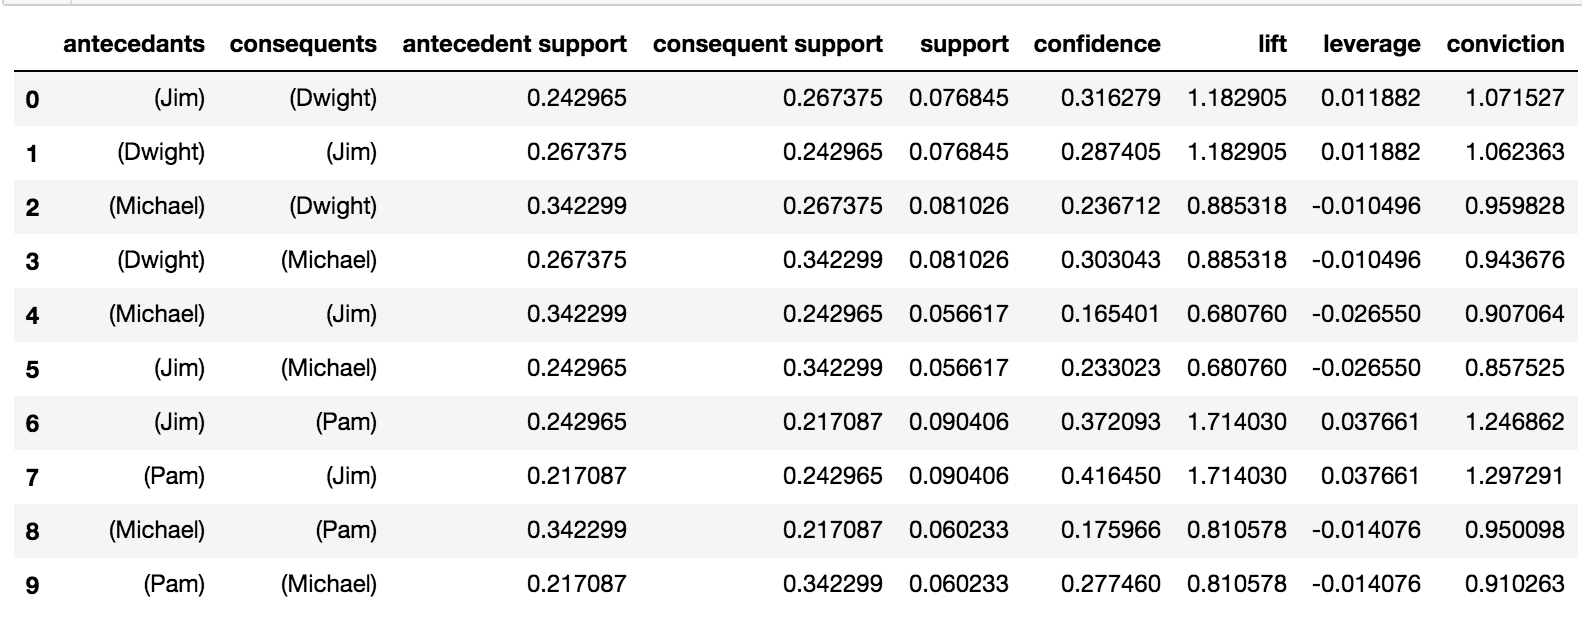 antecedants consequents antecedent support consequent support support confidence lift leverage conviction
0 (Jim) (Dwight) 0.242965 0.267375 0.076845 0.316279 1.182905 0.011882 1.071527
1 (Dwight) (Jim) 0.267375 0.242965 0.076845 0.287405 1.182905 0.011882 1.062363
2 (Michael) (Dwight) 0.342299 0.267375 0.081026 0.236712 0.885318 -0.010496 0.959828
3 (Dwight) (Michael) 0.267375 0.342299 0.081026 0.303043 0.885318 -0.010496 0.943676
4 (Michael) (Jim) 0.342299 0.242965 0.056617 0.165401 0.680760 -0.026550 0.907064
5 (Jim) (Michael) 0.242965 0.342299 0.056617 0.233023 0.680760 -0.026550 0.857525
6 (Jim) (Pam) 0.242965 0.217087 0.090406 0.372093 1.714030 0.037661 1.246862
7 (Pam) (Jim) 0.217087 0.242965 0.090406 0.416450 1.714030 0.037661 1.297291
8 (Michael) (Pam) 0.342299 0.217087 0.060233 0.175966 0.810578 -0.014076 0.950098
9 (Pam) (Michael) 0.217087 0.342299 0.060233 0.277460 0.810578 -0.014076 0.910263